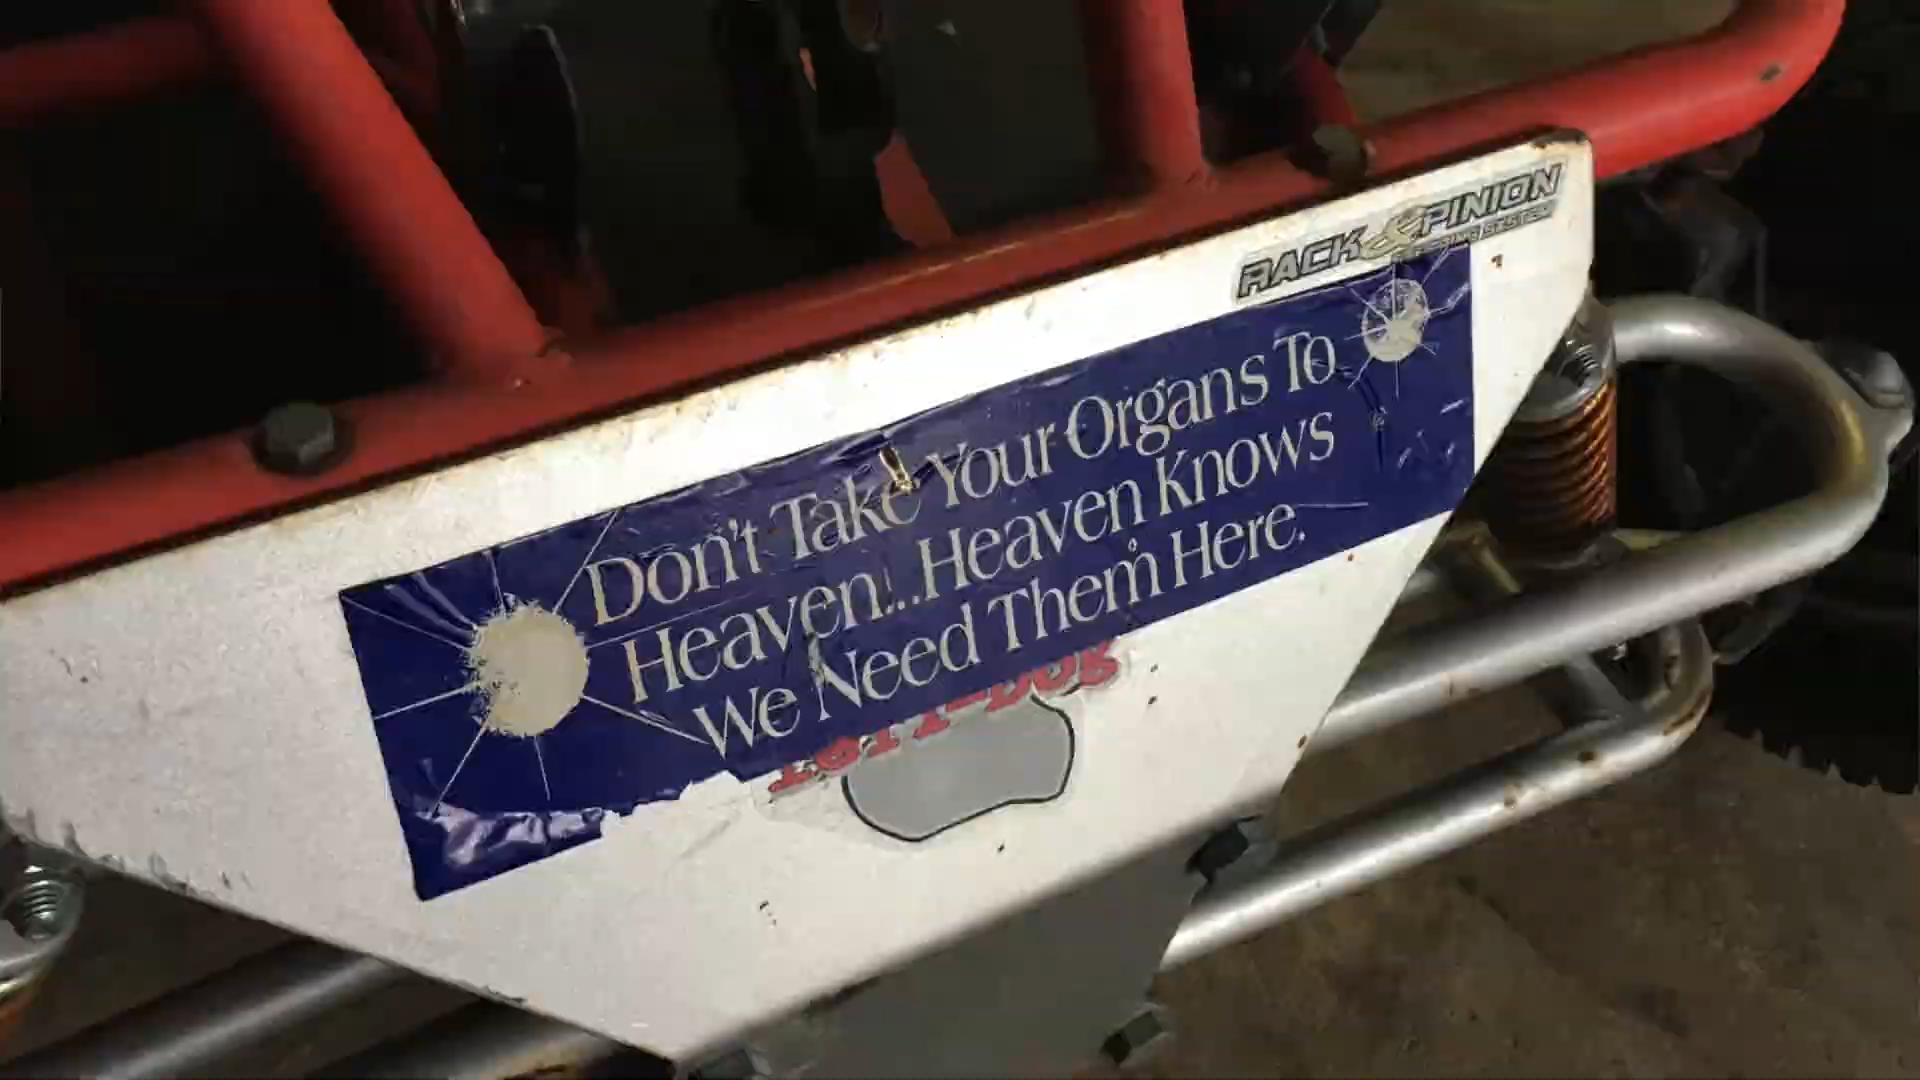 RACK & PINION
Don't Take Your Organs To
Heaven...Heaven Knows
We Need Them Here.